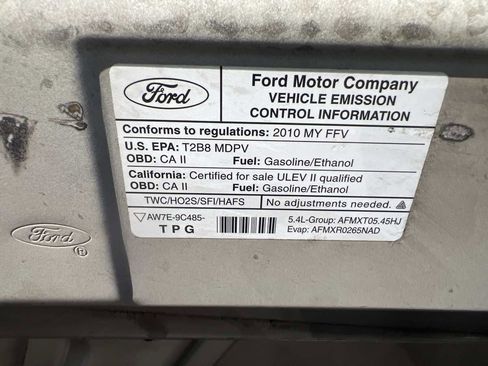 Ford
Ford Motor Company
VEHICLE EMISSION
CONTROL INFORMATION
Conforms to regulations: 2010 MY FFV
U.S. EPA: T2B8 MDPV
OBD: CA II Fuel: Gasoline/Ethanol
California: Certified for sale ULEV II qualified
OBD: CA II Fuel: Gasoline/Ethanol
TWC/HO2S/SFI/HAFS No adjustments needed.
AW7E-9C485-
TPG
5.4L-Group: AFMXT05.45HJ
Evap: AFMXR0265NAD
Ford ®